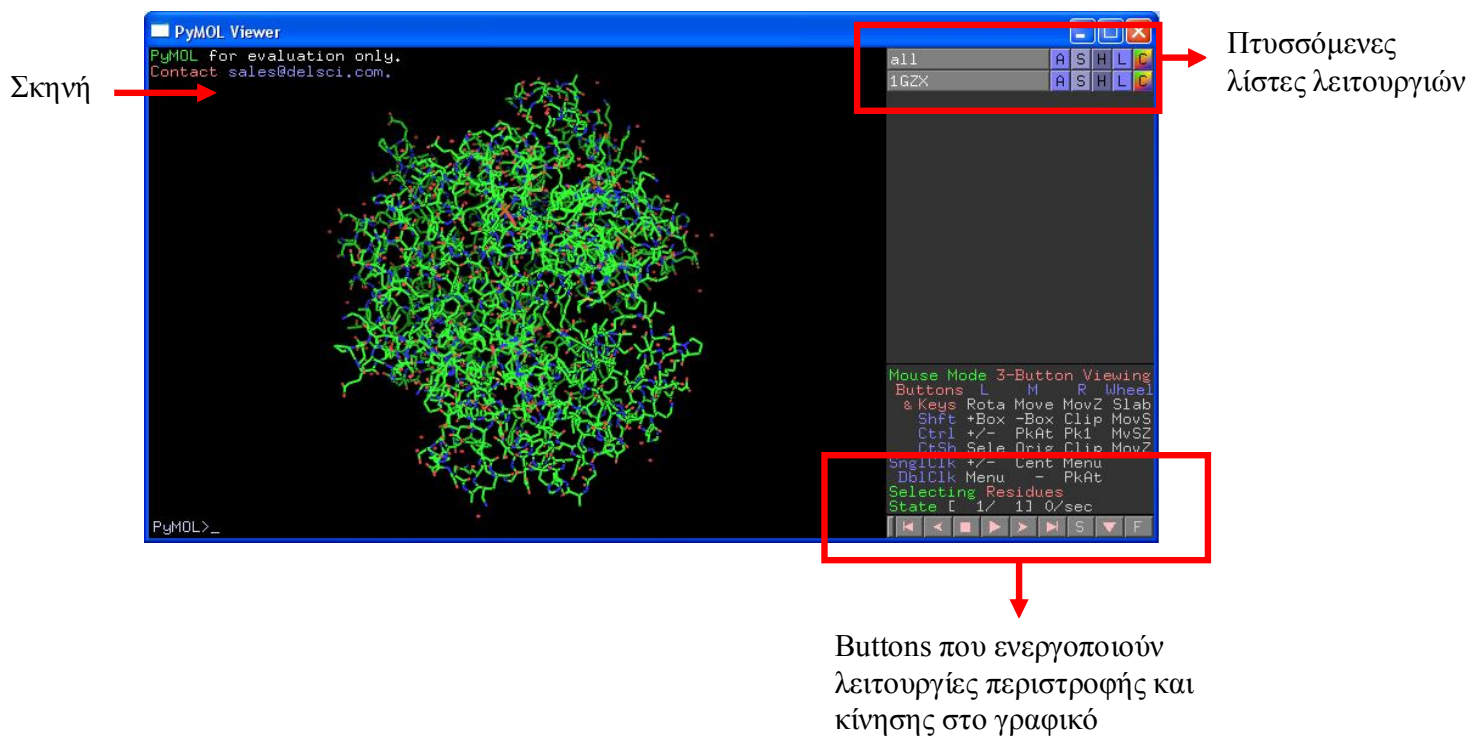 PyMOL Viewer
PyMOL for evaluation only.
Contact sales@delsci.com.
all A S H L C
1GZX A S H L C
Πτυσσόμενες
λίστες λειτουργιών
Σκηνή
Mouse Mode 3-Button Viewing
Buttons L M R Wheel
& Keys Rota Move MovZ Slab
Shft +Box -Box Clip MovS
Ctrl +/- PkAt Pk1 MvSZ
CtSh Sele Orig Clip MovZ
SnglClk +/- Cent Menu
DblClk Menu - PkAt
Selecting Residues
State [ 1/ 1] 0/sec
PyMOL>_
S F
Buttons που ενεργοποιούν
λειτουργίες περιστροφής και
κίνησης στο γραφικό